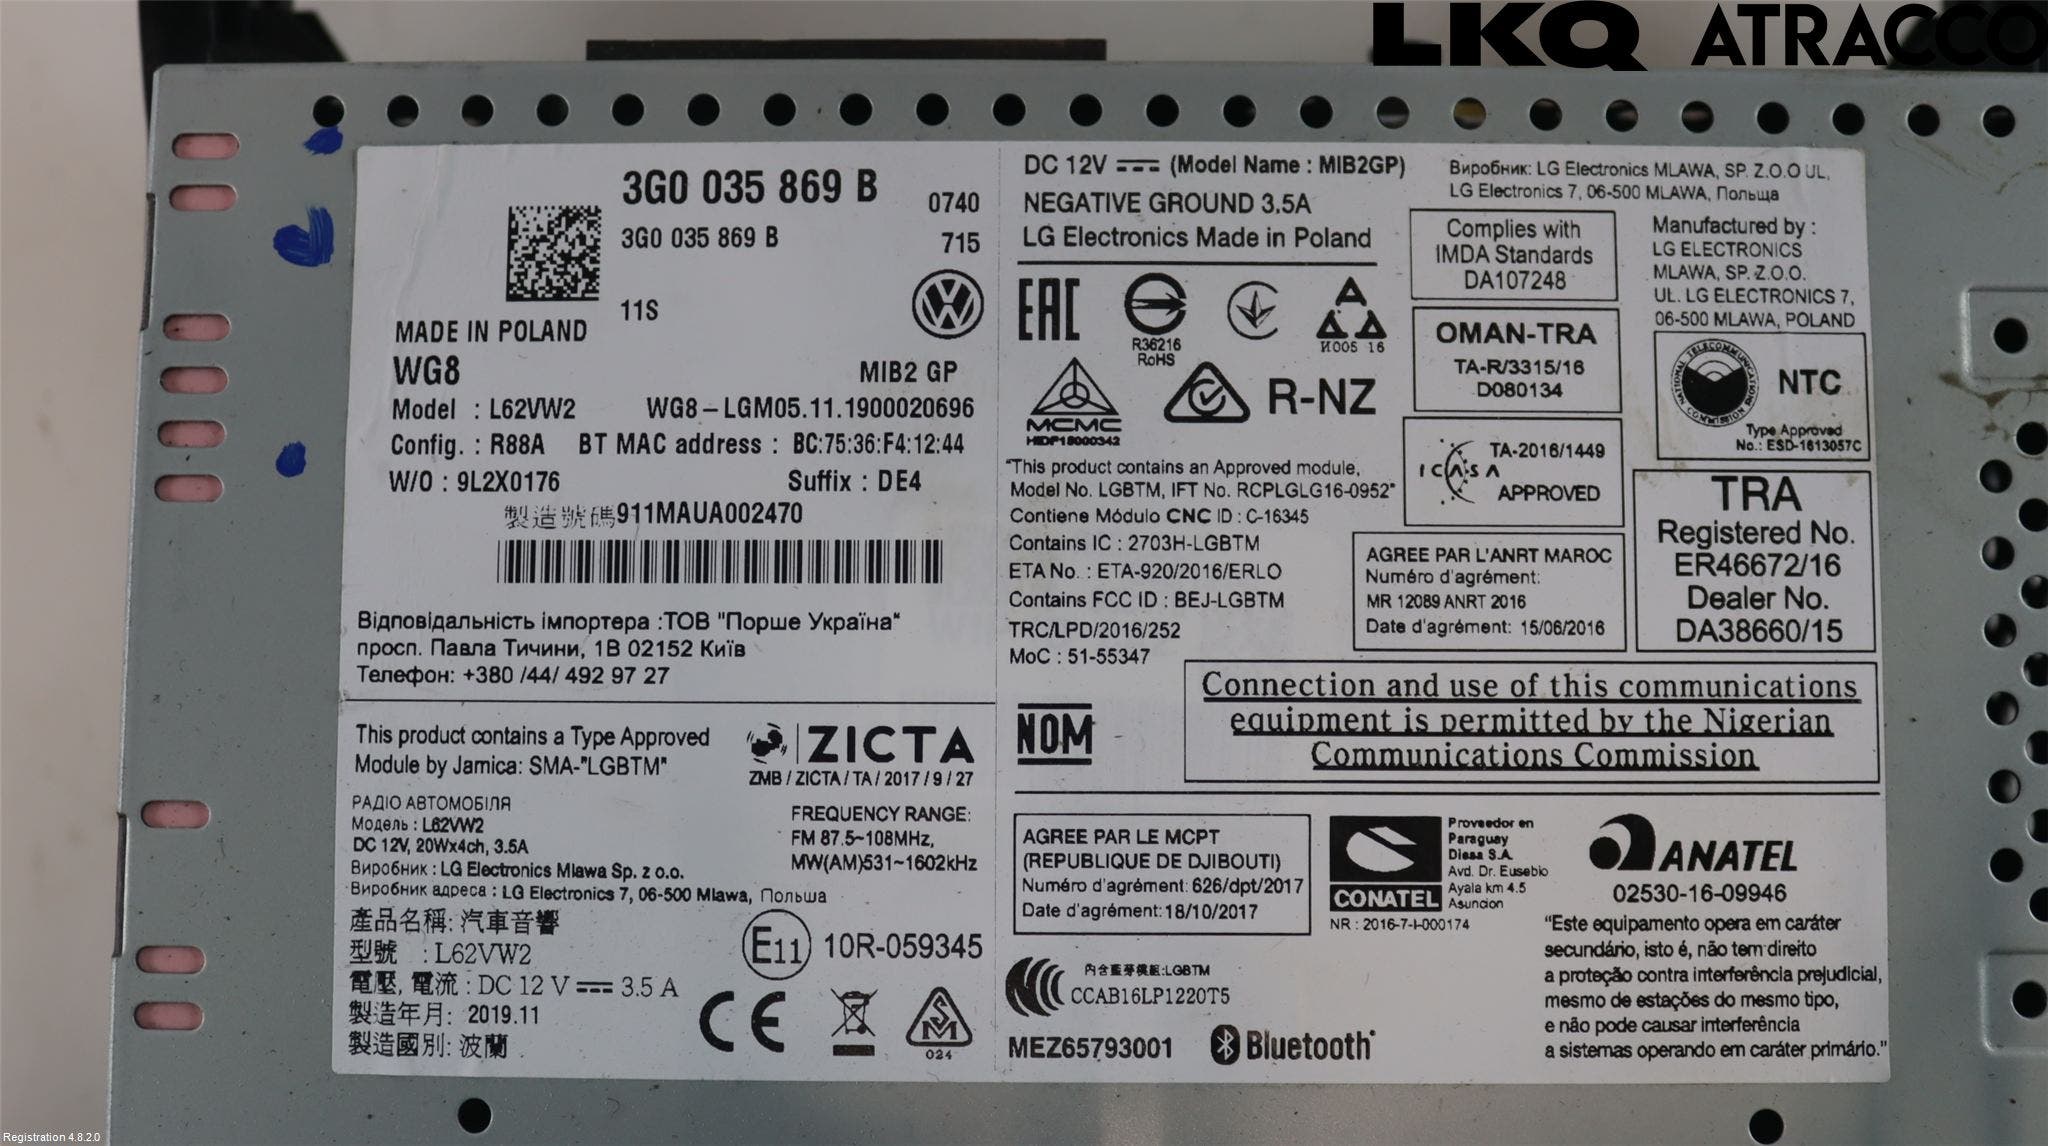 LKQ ATRACCO
3G0 035 869 B
0740
3G0 035 869 B
715
11S
MADE IN POLAND
WG8
MIB2 GP
Model : L62VW2
WG8-LGM05.11.1900020696
Config. : R88A BT MAC address : BC:75:36:F4:12:44
W/O : 9L2X0176
Suffix : DE4
製造號碼911MAUA002470
Відповідальність імпортера :ТОВ "Порше Україна"
просп. Павла Тичини, 1В 02152 Київ
Телефон: +380 /44/ 492 97 27
This product contains a Type Approved
Module by Jamica: SMA-"LGBTM"
ZICTA
ZMB / ZICTA / TA / 2017 / 9 / 27
РАДІО АВТОМОБІЛЯ
Модель : L62VW2
DC 12V, 20Wx4ch, 3.5A
Виробник : LG Electronics Mlawa Sp. z o.o.
Виробник адреса : LG Electronics 7, 06-500 Mlawa, Польша
FREQUENCY RANGE:
FM 87.5~108MHz,
MW(AM)531~1602kHz
產品名稱: 汽車音響
型號 : L62VW2
電壓, 電流 : DC 12 V 3.5 A
製造年月: 2019.11
製造國別: 波蘭
E11 10R-059345
CE
SM
024
DC 12V (Model Name : MIB2GP)
NEGATIVE GROUND 3.5A
LG Electronics Made in Poland
EAC
R36216
RoHS
И005 16
MCMC
HIDF15000342
R-NZ
"This product contains an Approved module,
Model No. LGBTM, IFT No. RCPLGLG16-0952"
Contiene Módulo CNC ID : C-16345
Contains IC : 2703H-LGBTM
ETA No. : ETA-920/2016/ERLO
Contains FCC ID : BEJ-LGBTM
TRC/LPD/2016/252
MoC : 51-55347
NOM
Виробник: LG Electronics MLAWA, SP. Z.O.O UL,
LG Electronics 7, 06-500 MLAWA, Польща
Complies with
IMDA Standards
DA107248
Manufactured by :
LG ELECTRONICS
MLAWA, SP. Z.O.O.
UL. LG ELECTRONICS 7,
06-500 MLAWA, POLAND
OMAN-TRA
TA-R/3315/16
D080134
NATIONAL TELECOMMUNICATION COMMISSION PHILS
NTC
Type Approved
No.: ESD-1613057C
ICASA
TA-2016/1449
APPROVED
TRA
Registered No.
ER46672/16
Dealer No.
DA38660/15
AGREE PAR L'ANRT MAROC
Numéro d'agrément:
MR 12089 ANRT 2016
Date d'agrément: 15/06/2016
Connection and use of this communications
equipment is permitted by the Nigerian
Communications Commission
AGREE PAR LE MCPT
(REPUBLIQUE DE DJIBOUTI)
Numéro d'agrément: 626/dpt/2017
Date d'agrément:18/10/2017
CONATEL
Proveedor en
Paraguay
Diesa S.A.
Avd. Dr. Eusebio
Ayala km 4.5
Asuncion
NR : 2016-7-I-000174
ANATEL
02530-16-09946
"Este equipamento opera em caráter
secundário, isto é, não tem direito
a proteção contra interferência prejudicial,
mesmo de estações do mesmo tipo,
e não pode causar interferência
a sistemas operando em caráter primário."
內含藍芽模組:LGBTM
CCAB16LP1220T5
MEZ65793001
Bluetooth
Registration 4.8.2.0